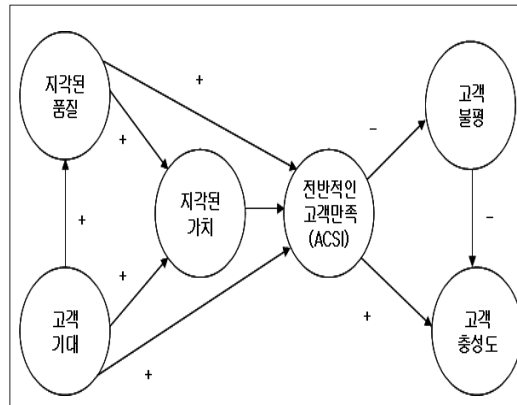 지각된
품질
+
+
-
고객
불평
지각된
가치
전반적인
고객만족
(ACSI)
+
+
-
고객
기대
+
+
고객
충성도